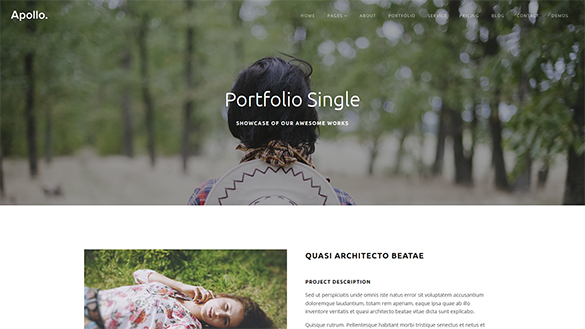 Apollo.
HOME PAGES ABOUT PORTFOLIO SERVICE PRICING BLOG CONTACT DEMOS
Portfolio Single
SHOWCASE OF OUR AWESOME WORKS
QUASI ARCHITECTO BEATAE
PROJECT DESCRIPTION
Sed ut perspiciatis unde omnis iste natus error sit voluptatem accusantium
doloremque laudantium, totam rem aperiam, eaque ipsa quae ab illo
inventore veritatis et quasi architecto beatae vitae dicta sunt explicabo.
Quisque rutrum. Pellentesque habitant morbi tristique senectus et netus et